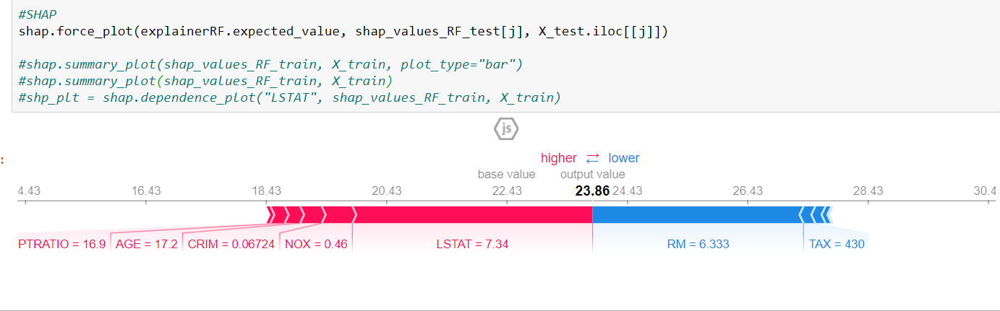 #SHAP
shap.force_plot(explainerRF.expected_value, shap_values_RF_test[j], X_test.iloc[[j]])
#shap.summary_plot(shap_values_RF_train, X_train, plot_type="bar")
#shap.summary_plot(shap_values_RF_train, X_train)
#shp_plt = shap.dependence_plot("LSTAT", shap_values_RF_train, X_train)
js
:
higher ⇄ lower
base value output value
4.43 16.43 18.43 20.43 22.43 23.86 24.43 26.43 28.43 30.4
PTRATIO = 16.9 AGE = 17.2 CRIM = 0.06724 NOX = 0.46 LSTAT = 7.34 RM = 6.333 TAX = 430